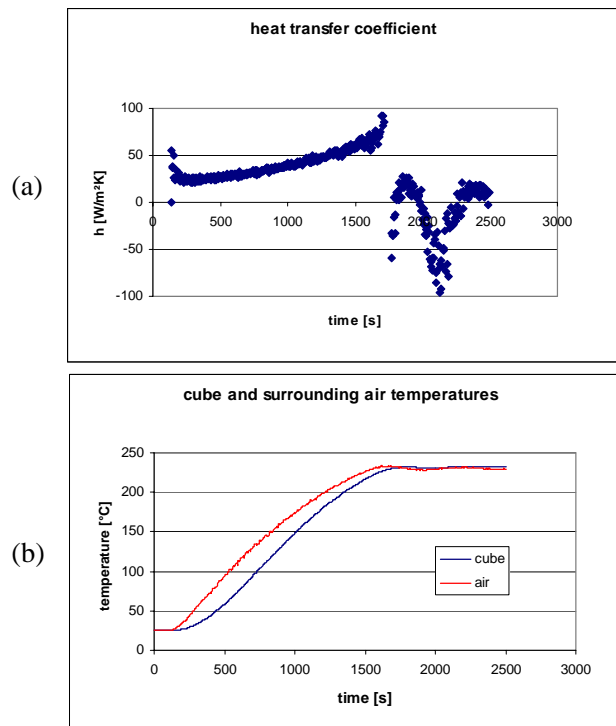 (a)
heat transfer coefficient
h [W/m²K]
100
50
0
-50
-100
0 500 1000 1500 2000 2500 3000
time [s]
(b)
cube and surrounding air temperatures
temperature [°C]
250
200
150
100
50
0
cube
air
0 500 1000 1500 2000 2500 3000
time [s]